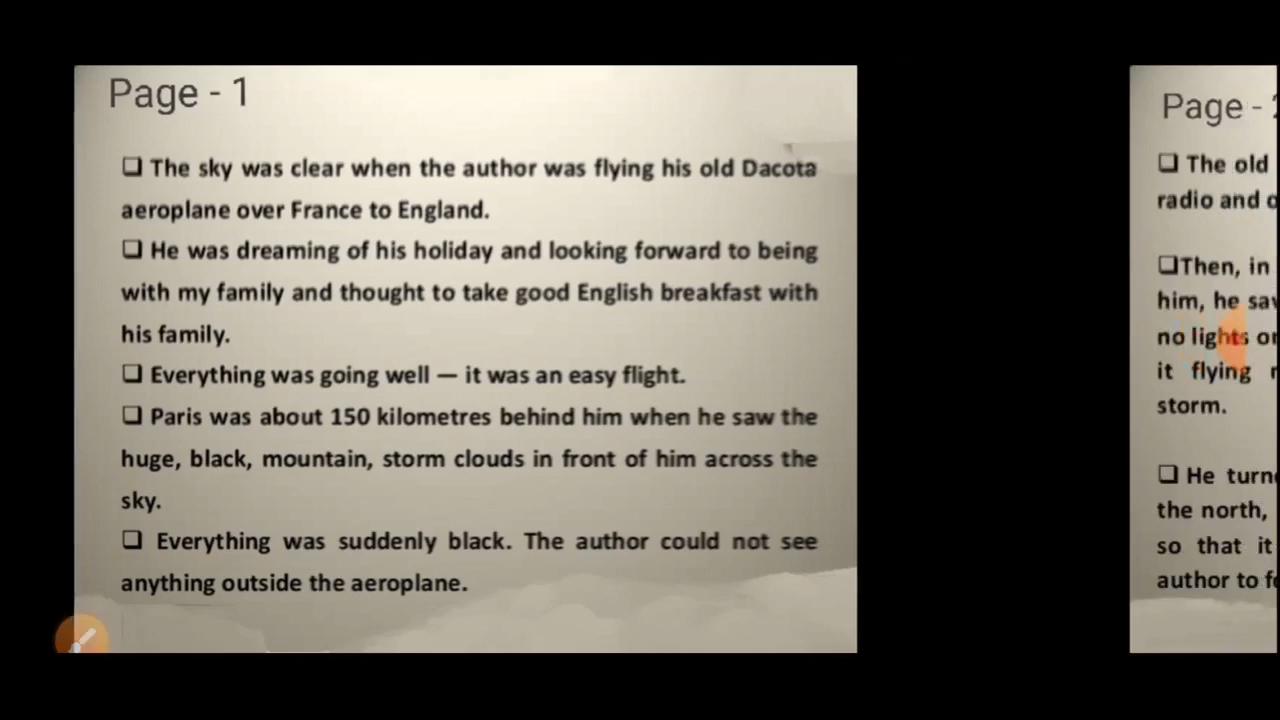 Page - 1
❑ The sky was clear when the author was flying his old Dacota
aeroplane over France to England.
❑ He was dreaming of his holiday and looking forward to being
with my family and thought to take good English breakfast with
his family.
❑ Everything was going well — it was an easy flight.
❑ Paris was about 150 kilometres behind him when he saw the
huge, black, mountain, storm clouds in front of him across the
sky.
❑ Everything was suddenly black. The author could not see
anything outside the aeroplane.
Page -
❑ The old
radio and
❑Then, in
him, he
no lights
it flying
storm.
❑ He
the north,
so that it
author to